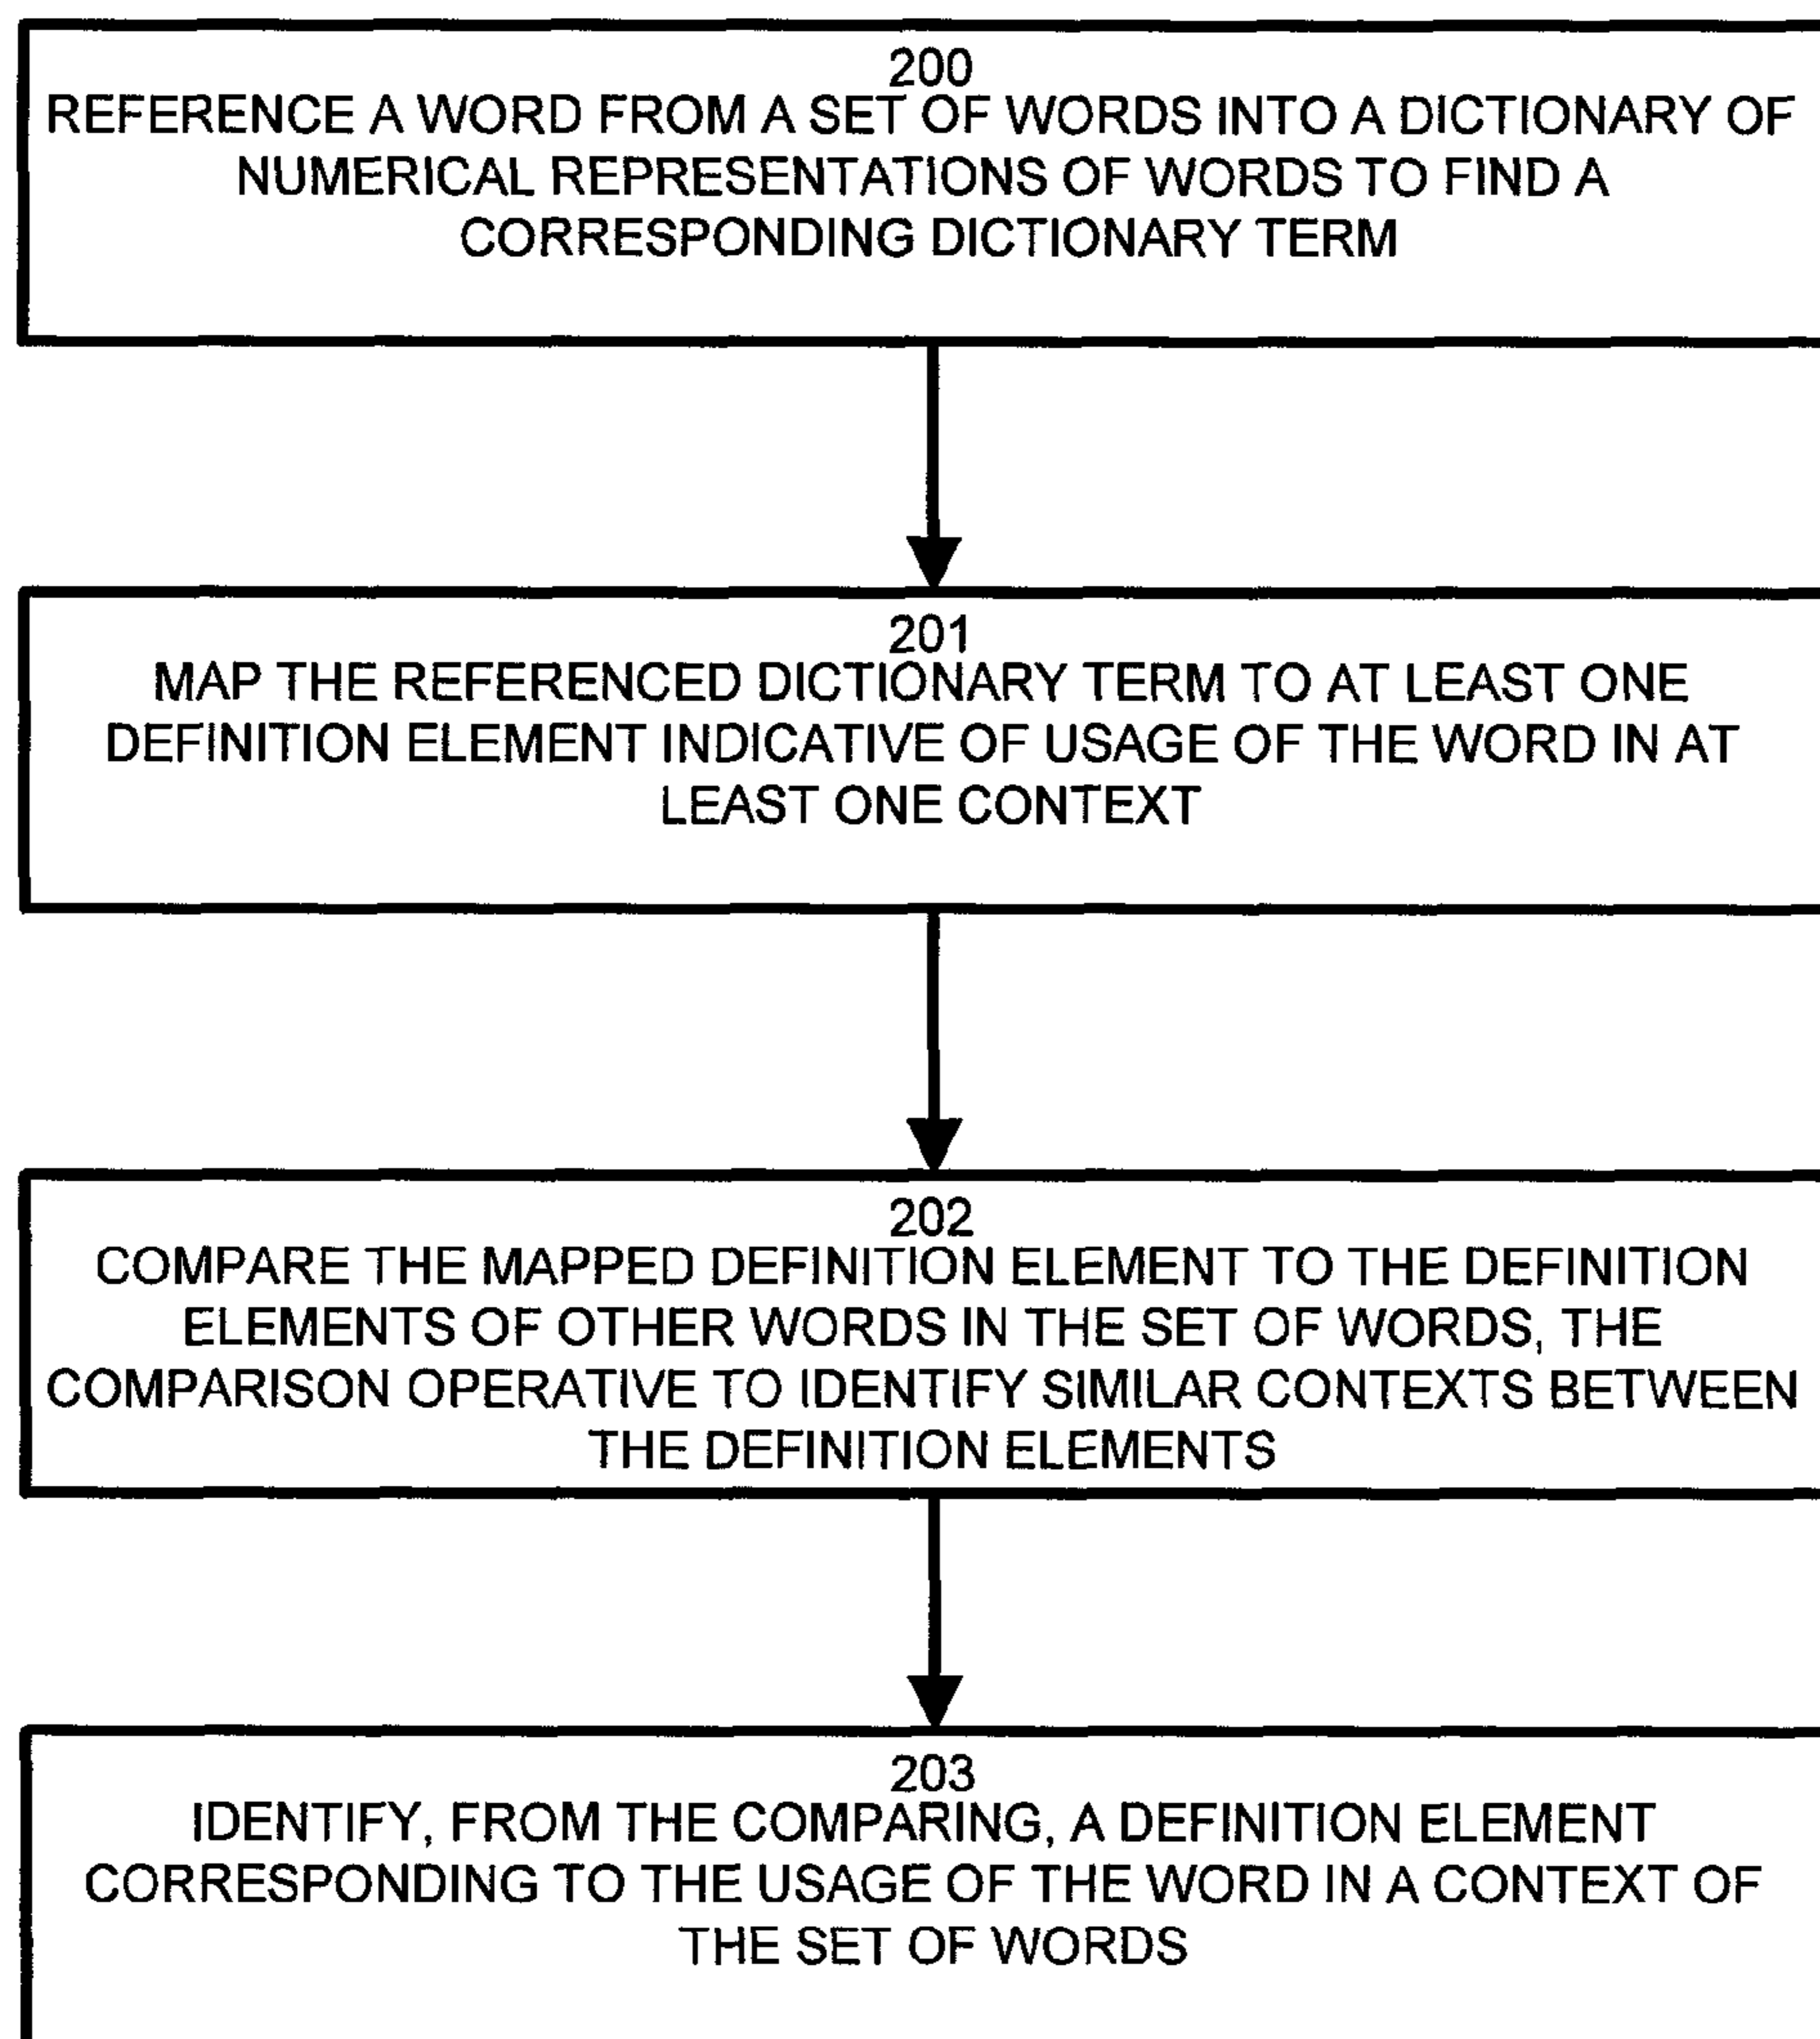 200
REFERENCE A WORD FROM A SET OF WORDS INTO A DICTIONARY OF
NUMERICAL REPRESENTATIONS OF WORDS TO FIND A
CORRESPONDING DICTIONARY TERM
201
MAP THE REFERENCED DICTIONARY TERM TO AT LEAST ONE
DEFINITION ELEMENT INDICATIVE OF USAGE OF THE WORD IN AT
LEAST ONE CONTEXT
202
COMPARE THE MAPPED DEFINITION ELEMENT TO THE DEFINITION
ELEMENTS OF OTHER WORDS IN THE SET OF WORDS, THE
COMPARISON OPERATIVE TO IDENTIFY SIMILAR CONTEXTS BETWEEN
THE DEFINITION ELEMENTS
203
IDENTIFY, FROM THE COMPARING, A DEFINITION ELEMENT
CORRESPONDING TO THE USAGE OF THE WORD IN A CONTEXT OF
THE SET OF WORDS